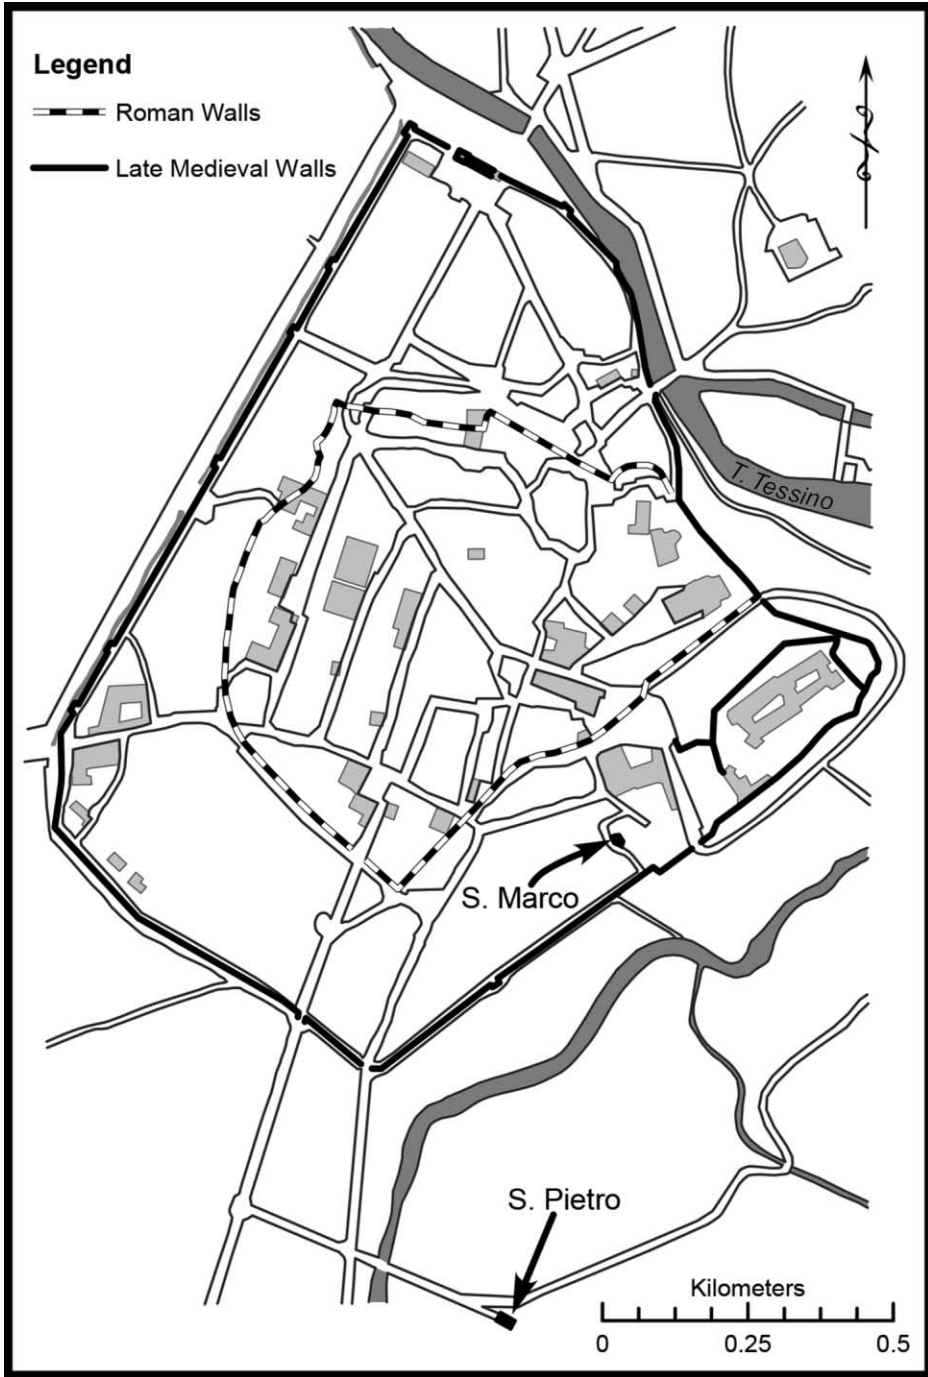 Legend
Roman Walls
Late Medieval Walls
T. Tessino
S. Marco
S. Pietro
Kilometers
0 0.25 0.5